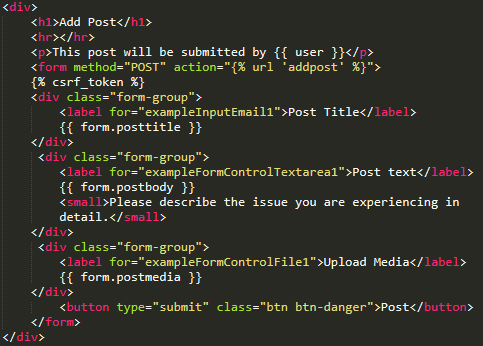 <div>
<h1>Add Post</h1>
<hr></hr>
<p>This post will be submitted by {{ user }}</p>
<form method="POST" action="{% url 'addpost' %}">
{% csrf_token %}
<div class="form-group">
<label for="exampleInputEmail1">Post Title</label>
{{ form.posttitle }}
</div>
<div class="form-group">
<label for="exampleFormControlTextarea1">Post text</label>
{{ form.postbody }}
<small>Please describe the issue you are experiencing in
detail.</small>
</div>
<div class="form-group">
<label for="exampleFormControlFile1">Upload Media</label>
{{ form.postmedia }}
</div>
<button type="submit" class="btn btn-danger">Post</button>
</form>
</div>